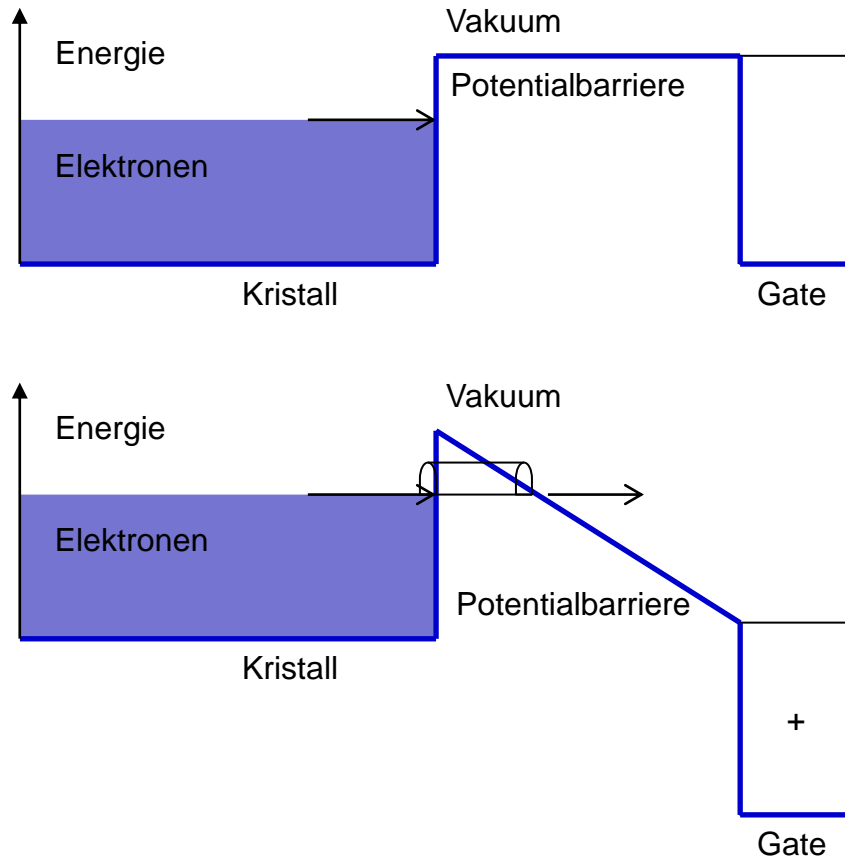 Vakuum
Energie
Potentialbarriere
Elektronen
Kristall
Gate
Vakuum
Energie
Elektronen
Potentialbarriere
Kristall
+
Gate